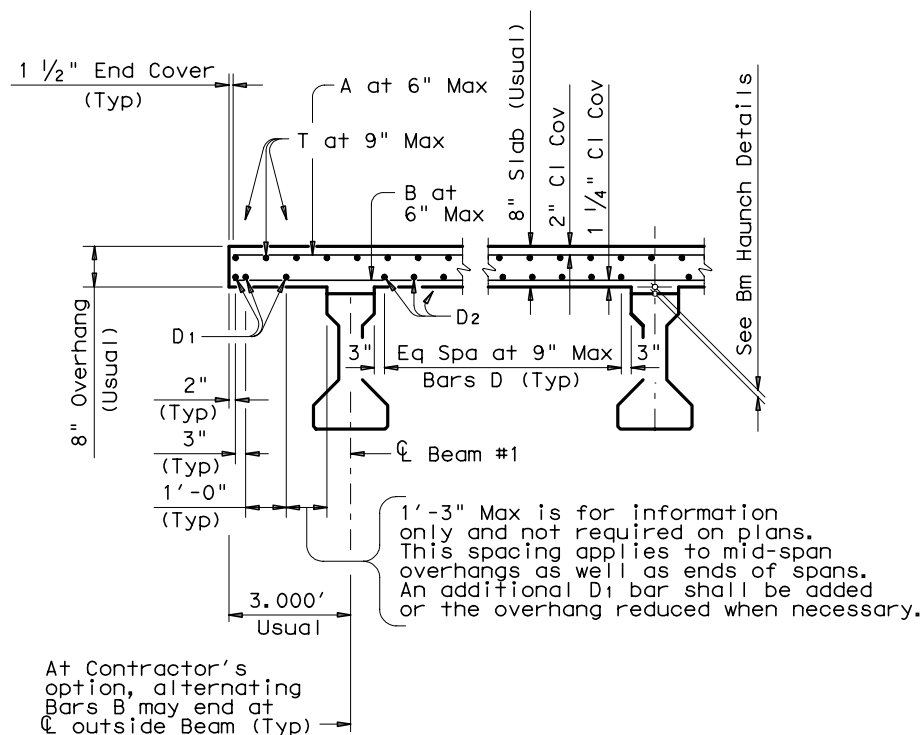 1 1/2" End Cover
(Typ)
A at 6" Max
T at 9" Max
B at
6" Max
8" Slab (Usual)
2" Cl Cov
1 1/4" Cl Cov
See Bm Haunch Details
8" Overhang
(Usual)
D1
D2
3"
Eq Spa at 9" Max
3"
Bars D (Typ)
2"
(Typ)
3"
(Typ)
1'-0"
(Typ)
℄ Beam #1
1'-3" Max is for information
only and not required on plans.
This spacing applies to mid-span
overhangs as well as ends of spans.
An additional D1 bar shall be added
or the overhang reduced when necessary.
3.000'
Usual
At Contractor's
option, alternating
Bars B may end at
℄ outside Beam (Typ)